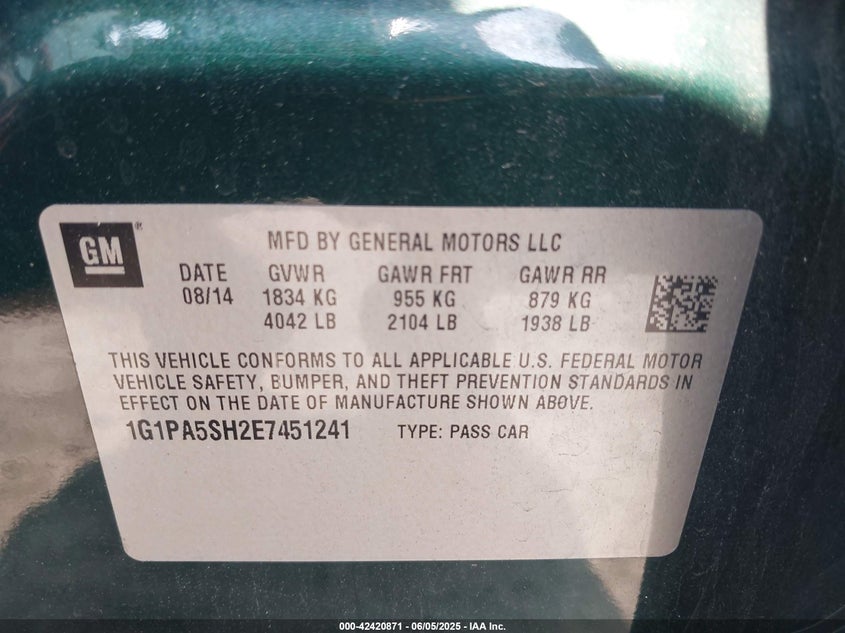 GM®
MFD BY GENERAL MOTORS LLC
DATE GVWR GAWR FRT GAWR RR
08/14 1834 KG 955 KG 879 KG
4042 LB 2104 LB 1938 LB
THIS VEHICLE CONFORMS TO ALL APPLICABLE U.S. FEDERAL MOTOR
VEHICLE SAFETY, BUMPER, AND THEFT PREVENTION STANDARDS IN
EFFECT ON THE DATE OF MANUFACTURE SHOWN ABOVE.
1G1PA5SH2E7451241 TYPE: PASS CAR
000-42420871 - 06/05/2025 - IAA Inc.